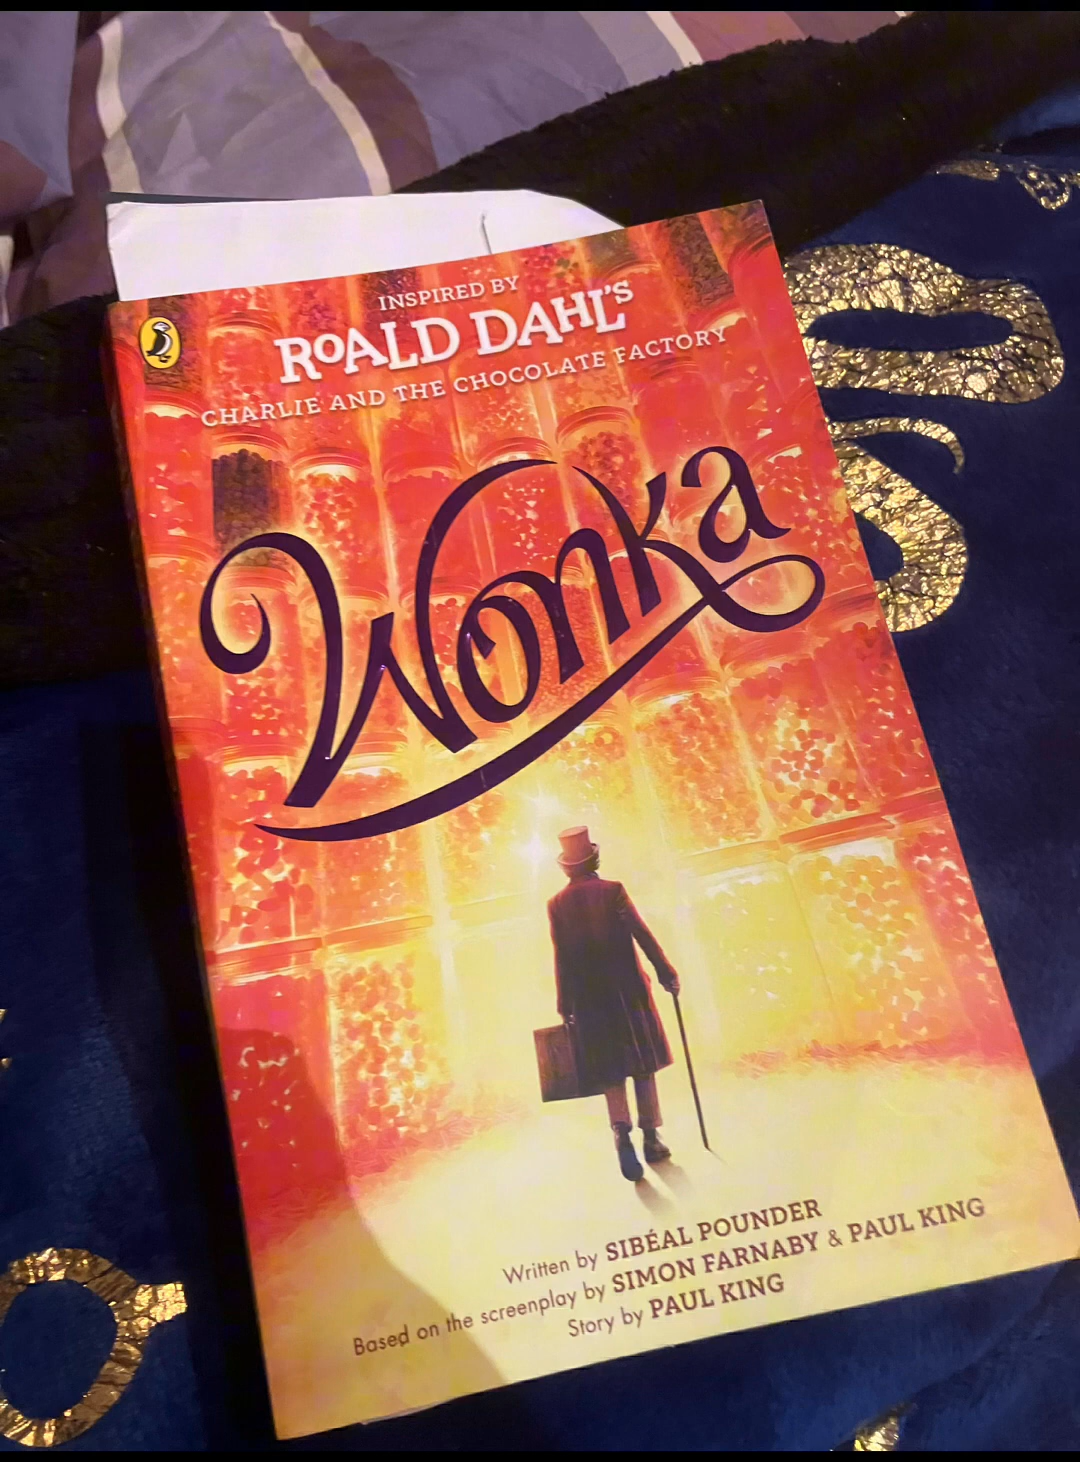 INSPIRED BY
ROALD DAHL'S
CHARLIE AND THE CHOCOLATE FACTORY
Wonka
Written by SIBÉAL POUNDER
Based on the screenplay by SIMON FARNABY & PAUL KING
Story by PAUL KING